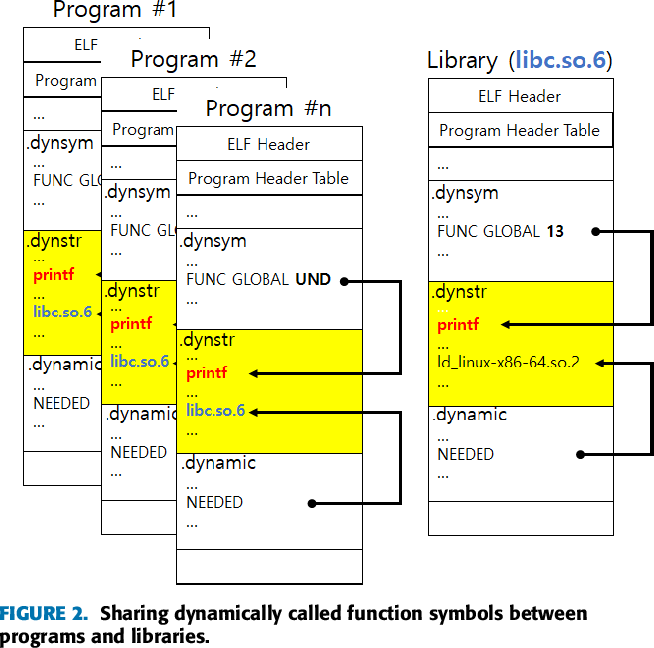 Program #1
ELF
Program
...
.dynsym
...
FUNC GL
...
.dynstr
...
printf
...
libc.so.6
...
.dynamic
...
NEEDED
...
Program #2
ELF
Program
...
.dynsym
...
FUNC GL
...
.dynstr
...
printf
...
libc.so.6
...
.dynamic
...
NEEDED
...
Program #n
ELF Header
Program Header Table
...
.dynsym
...
FUNC GLOBAL UND
...
.dynstr
...
printf
...
libc.so.6
...
.dynamic
...
NEEDED
...
Library (libc.so.6)
ELF Header
Program Header Table
...
.dynsym
...
FUNC GLOBAL 13
...
.dynstr
...
printf
...
ld_linux-x86-64.so.2
...
.dynamic
...
NEEDED
...
FIGURE 2. Sharing dynamically called function symbols between
programs and libraries.